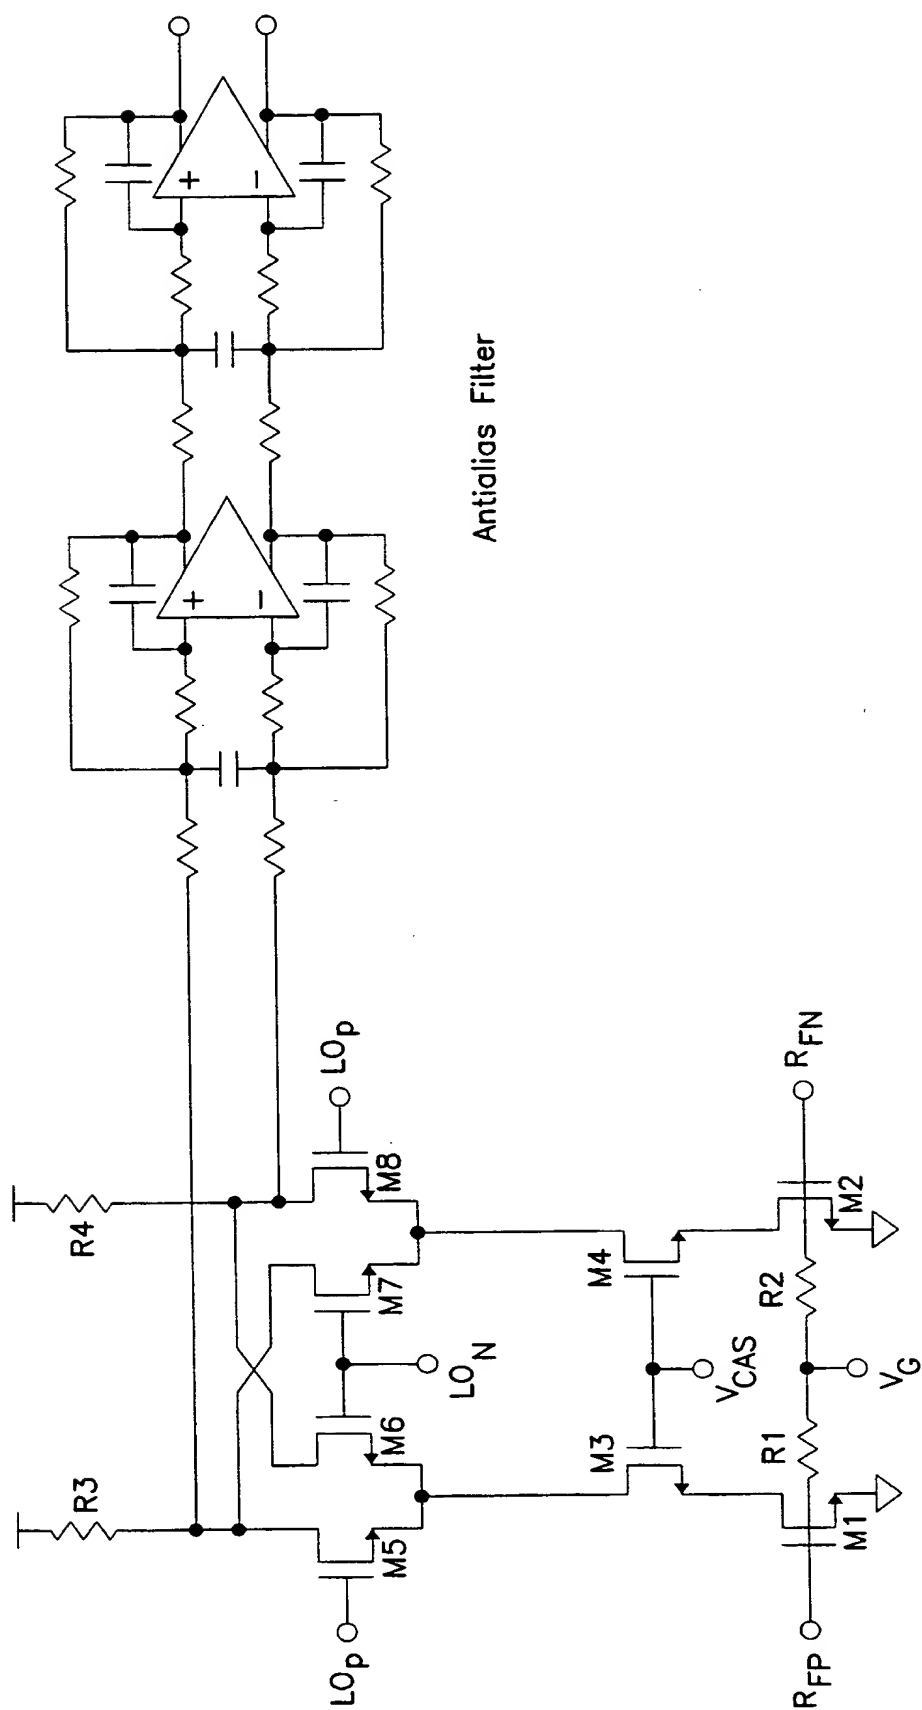 Antialias Filter
R3
R4
LOp
M5
M6
M7
M8
LOp
LON
M3
M4
VCAS
RFP
M1
R1
R2
M2
RFN
VG
+
−
+
−